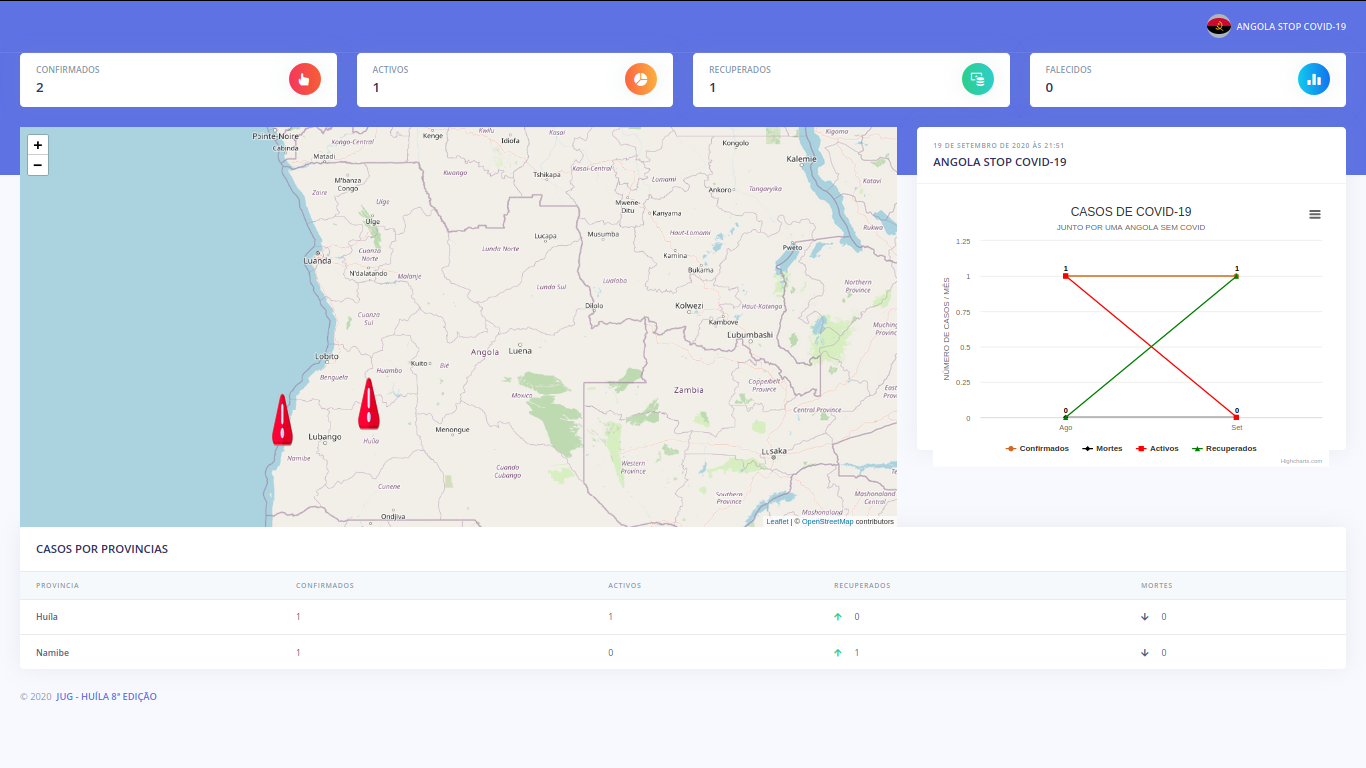 ANGOLA STOP COVID-19
CONFIRMADOS
2
ACTIVOS
1
RECUPERADOS
1
FALECIDOS
0
+
−
Pointe-Noire
Cabinda
Matadi
Kongo-Central
Kenge
Kwilu
Idiofa
Kasaï
Kongolo
Kigoma
Kalemie
Zaire
M'banza
Congo
Kwango
Tshikapa
Kasaï-Central
Lomami
Ankoro
Tanganyika
Katavi
Uíge
Uíge
Mwene-
Ditu
Kanyama
Rukwa
Lucapa
Musumba
Haut-Lomami
Pweto
Luanda
Cuanza
Norte
Lunda Norte
Kamina
Bukama
N'dalatando
Malanje
Lunda Sul
Lualaba
Northern
Province
Cuanza
Sul
Dilolo
Kolwezi
Haut-Katanga
Kambove
Lubumbashi
Muching
Provinc
Lobito
Huambo
Kuito
Bié
Angola
Luena
Benguela
Moxico
Zambia
Copperbelt
Province
East
Prov
Central Province
Lubango
Huíla
Menongue
Namibe
Lusaka
Cuando
Cubango
Western
Province
Cunene
Southern
Province
Mashonaland
Central
Mashonaland
Ondjiva
Leaflet | © OpenStreetMap contributors
19 DE SETEMBRO DE 2020 ÀS 21:51
ANGOLA STOP COVID-19
CASOS DE COVID-19
JUNTO POR UMA ANGOLA SEM COVID
NÚMERO DE CASOS / MÊS
1.25
1
0.75
0.5
0.25
0
1
1
0
0
Ago
Set
Confirmados
Mortes
Activos
Recuperados
Highcharts.com
CASOS POR PROVINCIAS
PROVINCIA CONFIRMADOS ACTIVOS RECUPERADOS MORTES
Huíla 1 1 0 0
Namibe 1 0 1 0
© 2020 JUG - HUÍLA 8ª EDIÇÃO